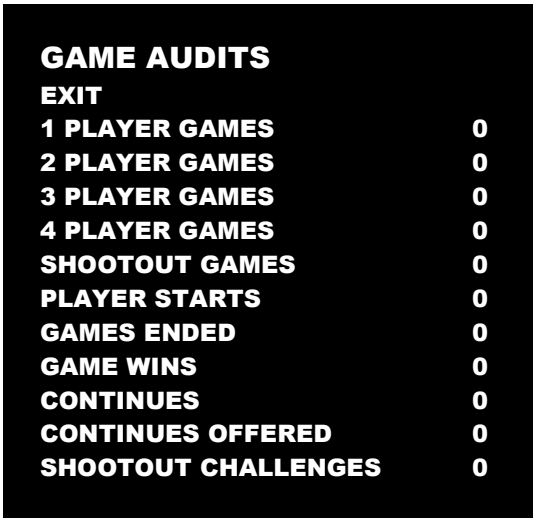 GAME AUDITS
EXIT
1 PLAYER GAMES 0
2 PLAYER GAMES 0
3 PLAYER GAMES 0
4 PLAYER GAMES 0
SHOOTOUT GAMES 0
PLAYER STARTS 0
GAMES ENDED 0
GAME WINS 0
CONTINUES 0
CONTINUES OFFERED 0
SHOOTOUT CHALLENGES 0